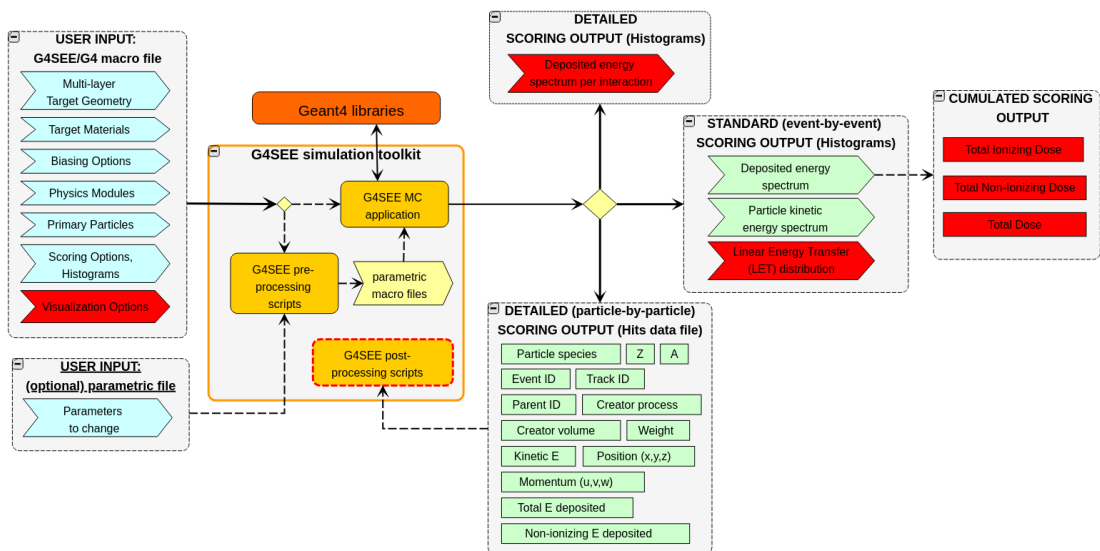 USER INPUT:
G4SEE/G4 macro file
Multi-layer
Target Geometry
Target Materials
Biasing Options
Physics Modules
Primary Particles
Scoring Options,
Histograms
Visualization Options
USER INPUT:
(optional) parametric file
Parameters
to change
Geant4 libraries
G4SEE simulation toolkit
G4SEE MC
application
G4SEE pre-
processing
scripts
parametric
macro files
G4SEE post-
processing scripts
DETAILED
SCORING OUTPUT (Histograms)
Deposited energy
spectrum per interaction
STANDARD (event-by-event)
SCORING OUTPUT (Histograms)
Deposited energy
spectrum
Particle kinetic
energy spectrum
Linear Energy Transfer
(LET) distribution
CUMULATED SCORING
OUTPUT
Total Ionizing Dose
Total Non-Ionizing Dose
Total Dose
DETAILED (particle-by-particle)
SCORING OUTPUT (Hits data file)
Particle species
Z
A
Event ID
Track ID
Parent ID
Creator process
Creator volume
Weight
Kinetic E
Position (x,y,z)
Momentum (u,v,w)
Total E deposited
Non-ionizing E deposited